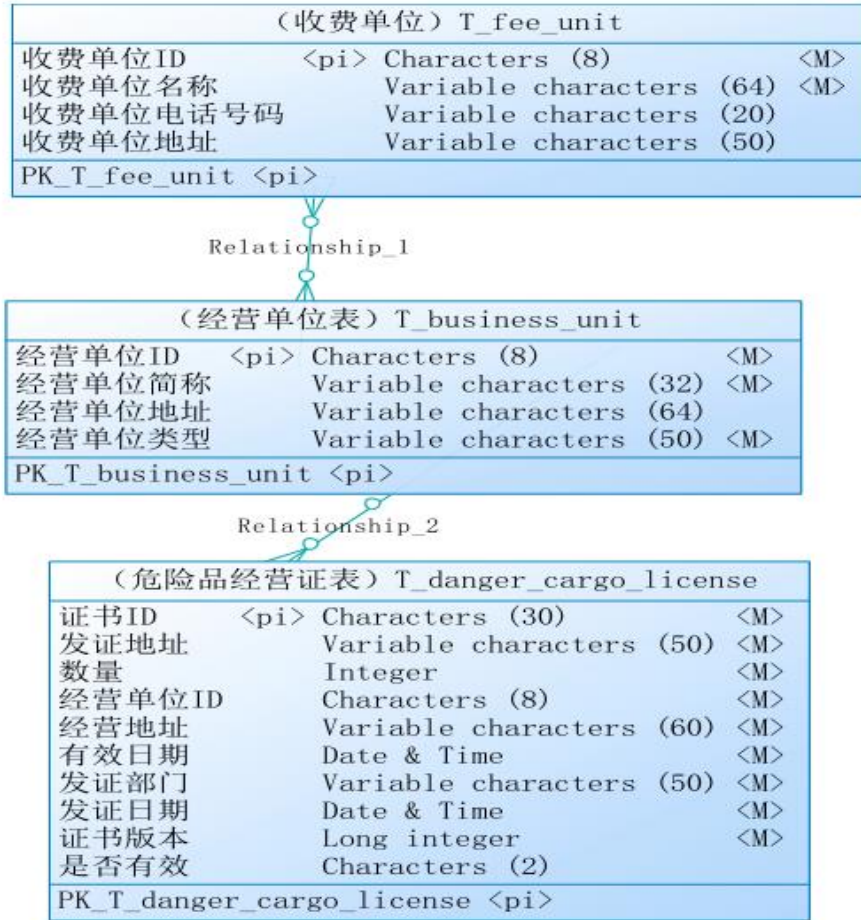 （收费单位）T_fee_unit
收费单位ID <pi> Characters (8) <M>
收费单位名称 Variable characters (64) <M>
收费单位电话号码 Variable characters (20)
收费单位地址 Variable characters (50)
PK_T_fee_unit <pi>
Relationship_1
（经营单位表）T_business_unit
经营单位ID <pi> Characters (8) <M>
经营单位简称 Variable characters (32) <M>
经营单位地址 Variable characters (64)
经营单位类型 Variable characters (50) <M>
PK_T_business_unit <pi>
Relationship_2
（危险品经营证表）T_danger_cargo_license
证书ID <pi> Characters (30) <M>
发证地址 Variable characters (50) <M>
数量 Integer <M>
经营单位ID Characters (8) <M>
经营地址 Variable characters (60) <M>
有效日期 Date & Time <M>
发证部门 Variable characters (50) <M>
发证日期 Date & Time <M>
证书版本 Long integer <M>
是否有效 Characters (2)
PK_T_danger_cargo_license <pi>